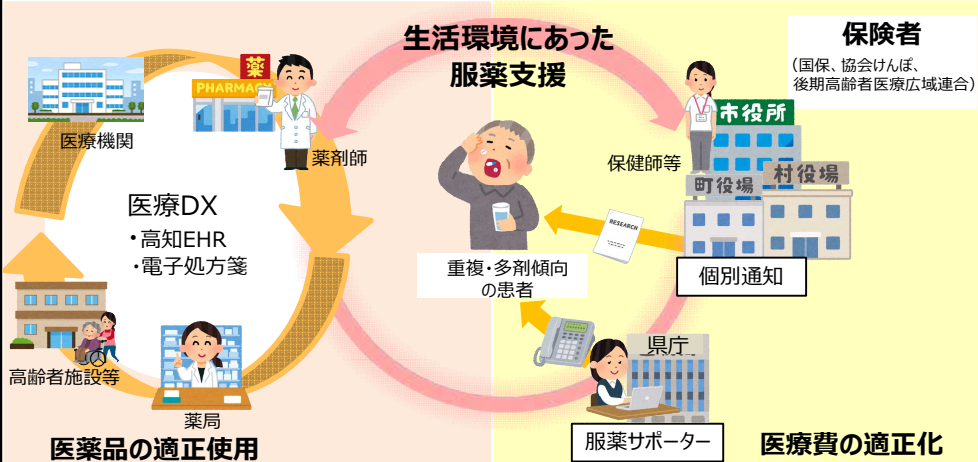 生活環境にあった
服薬支援
保険者
（国保、協会けんぽ、
後期高齢者医療広域連合）
薬
PHARMACY
医療機関
薬剤師
市役所
保健師等
町役場
村役場
医療DX
・高知EHR
・電子処方箋
RESEARCH
重複・多剤傾向
の患者
個別通知
県庁
高齢者施設等
薬局
服薬サポーター
医薬品の適正使用
医療費の適正化